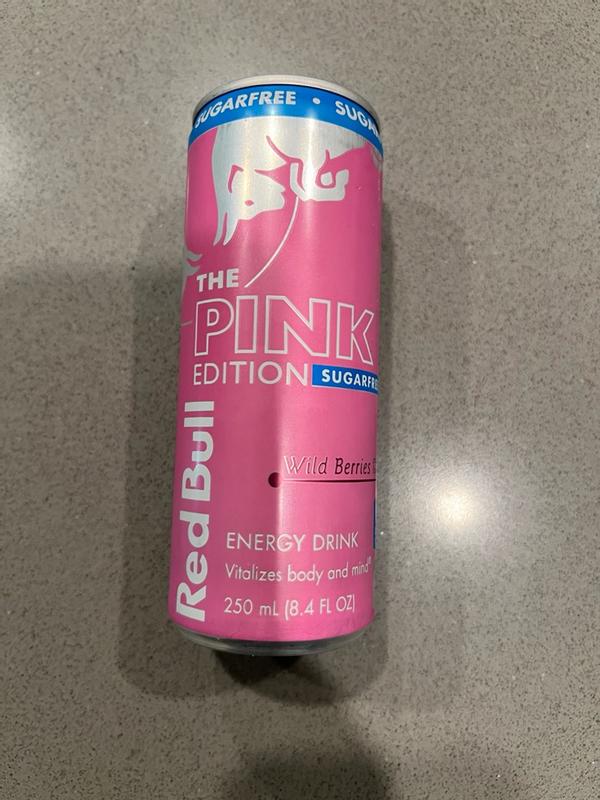 SUGARFREE • SUGA
THE
PINK
EDITION SUGARFRE
Red Bull
Wild Berries
ENERGY DRINK
Vitalizes body and mind®
250 mL (8.4 FL OZ)